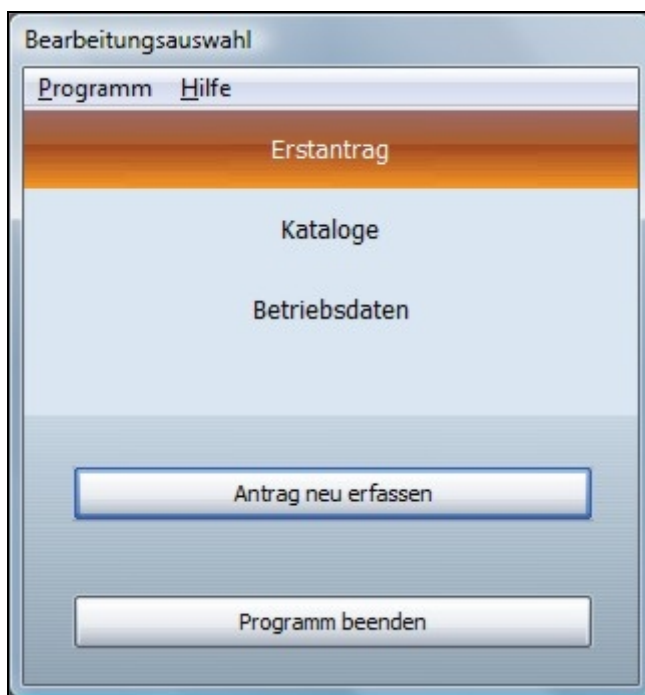 Bearbeitungsauswahl
Programm Hilfe
Erstantrag
Kataloge
Betriebsdaten
Antrag neu erfassen
Programm beenden